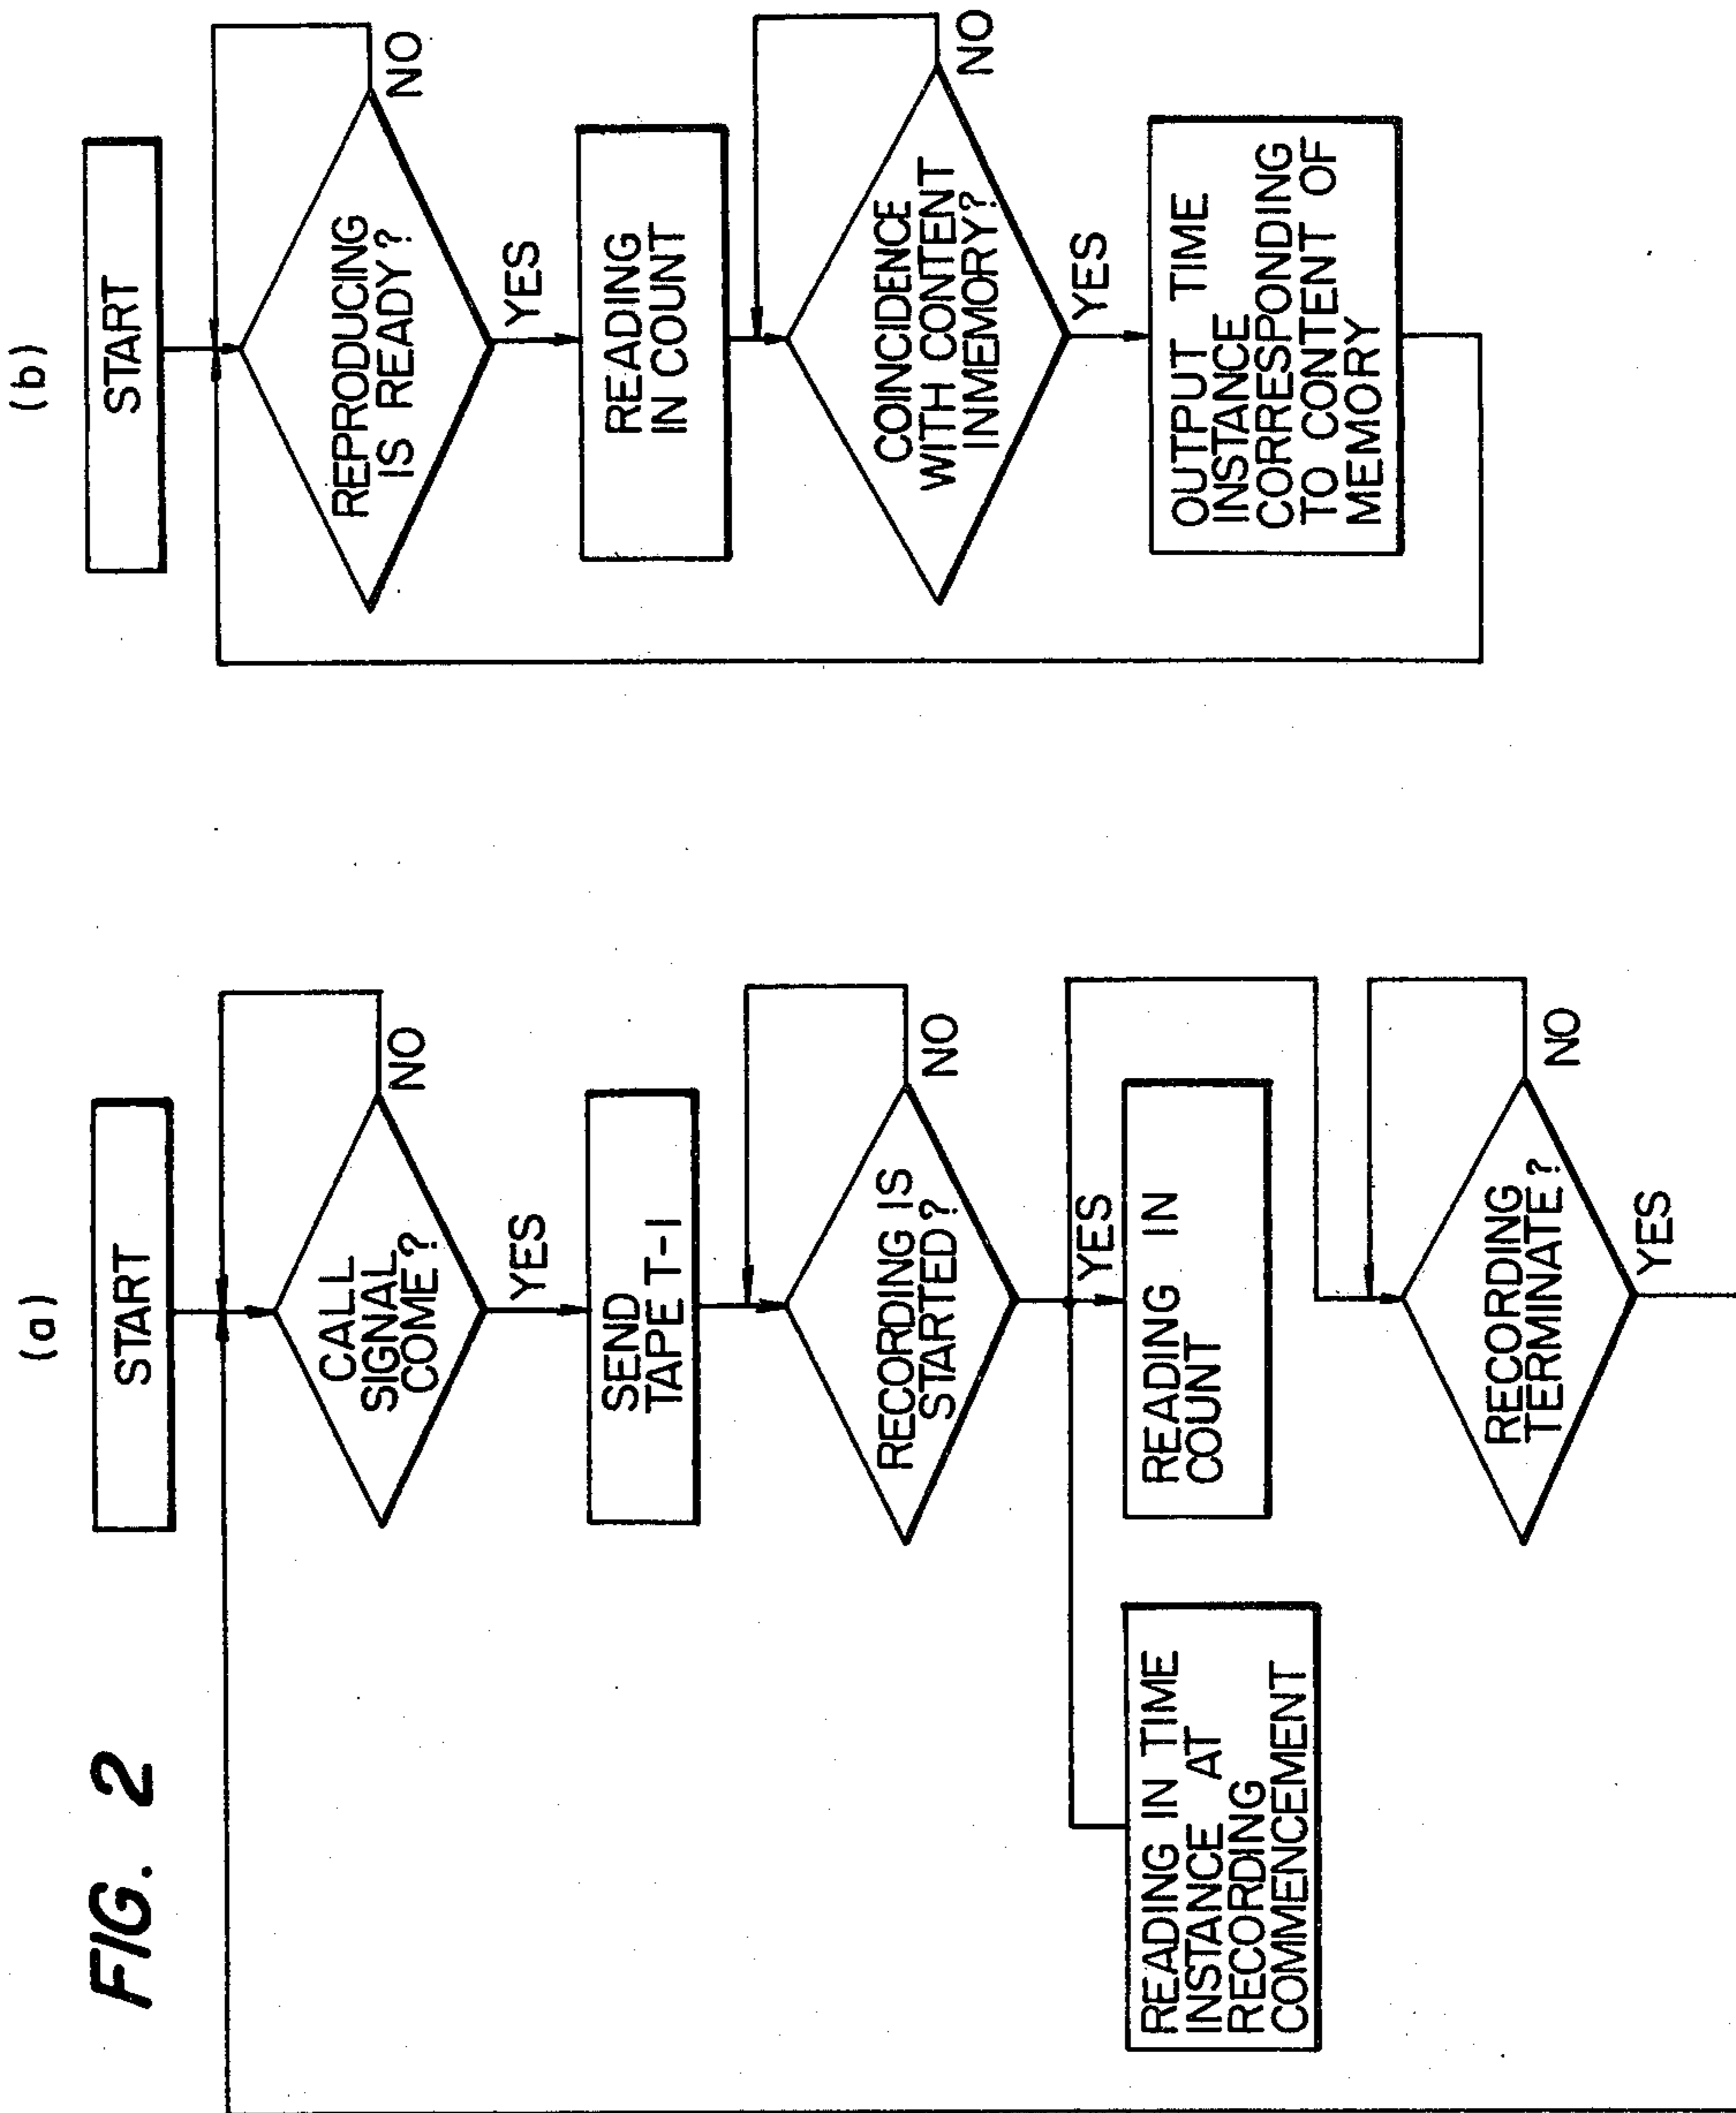 FIG. 2
(a)
START
CALL
SIGNAL
COME?
NO
YES
SEND
TAPE T-1
RECORDING IS
STARTED?
NO
YES
READING IN TIME
INSTANCE AT
RECORDING
COMMENCEMENT
READING IN
COUNT
RECORDING
TERMINATE?
NO
YES
(b)
START
REPRODUCING
IS READY?
NO
YES
READING
IN COUNT
COINCIDENCE
WITH CONTENT
INMEMORY?
NO
YES
OUTPUT TIME
INSTANCE
CORRESPONDING
TO CONTENT OF
MEMORY